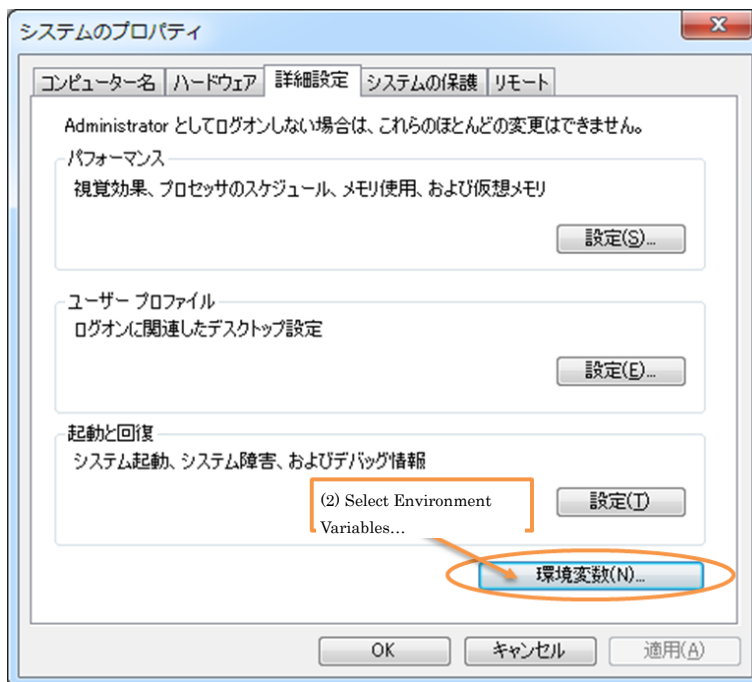 システムのプロパティ
コンピューター名 ハードウェア 詳細設定 システムの保護 リモート
Administrator としてログオンしない場合は、これらのほとんどの変更はできません。
パフォーマンス
視覚効果、プロセッサのスケジュール、メモリ使用、および仮想メモリ
設定(S)...
ユーザー プロファイル
ログオンに関連したデスクトップ設定
設定(E)...
起動と回復
システム起動、システム障害、およびデバッグ情報
(2) Select Environment
Variables…
設定(T)
環境変数(N)...
OK キャンセル 適用(A)